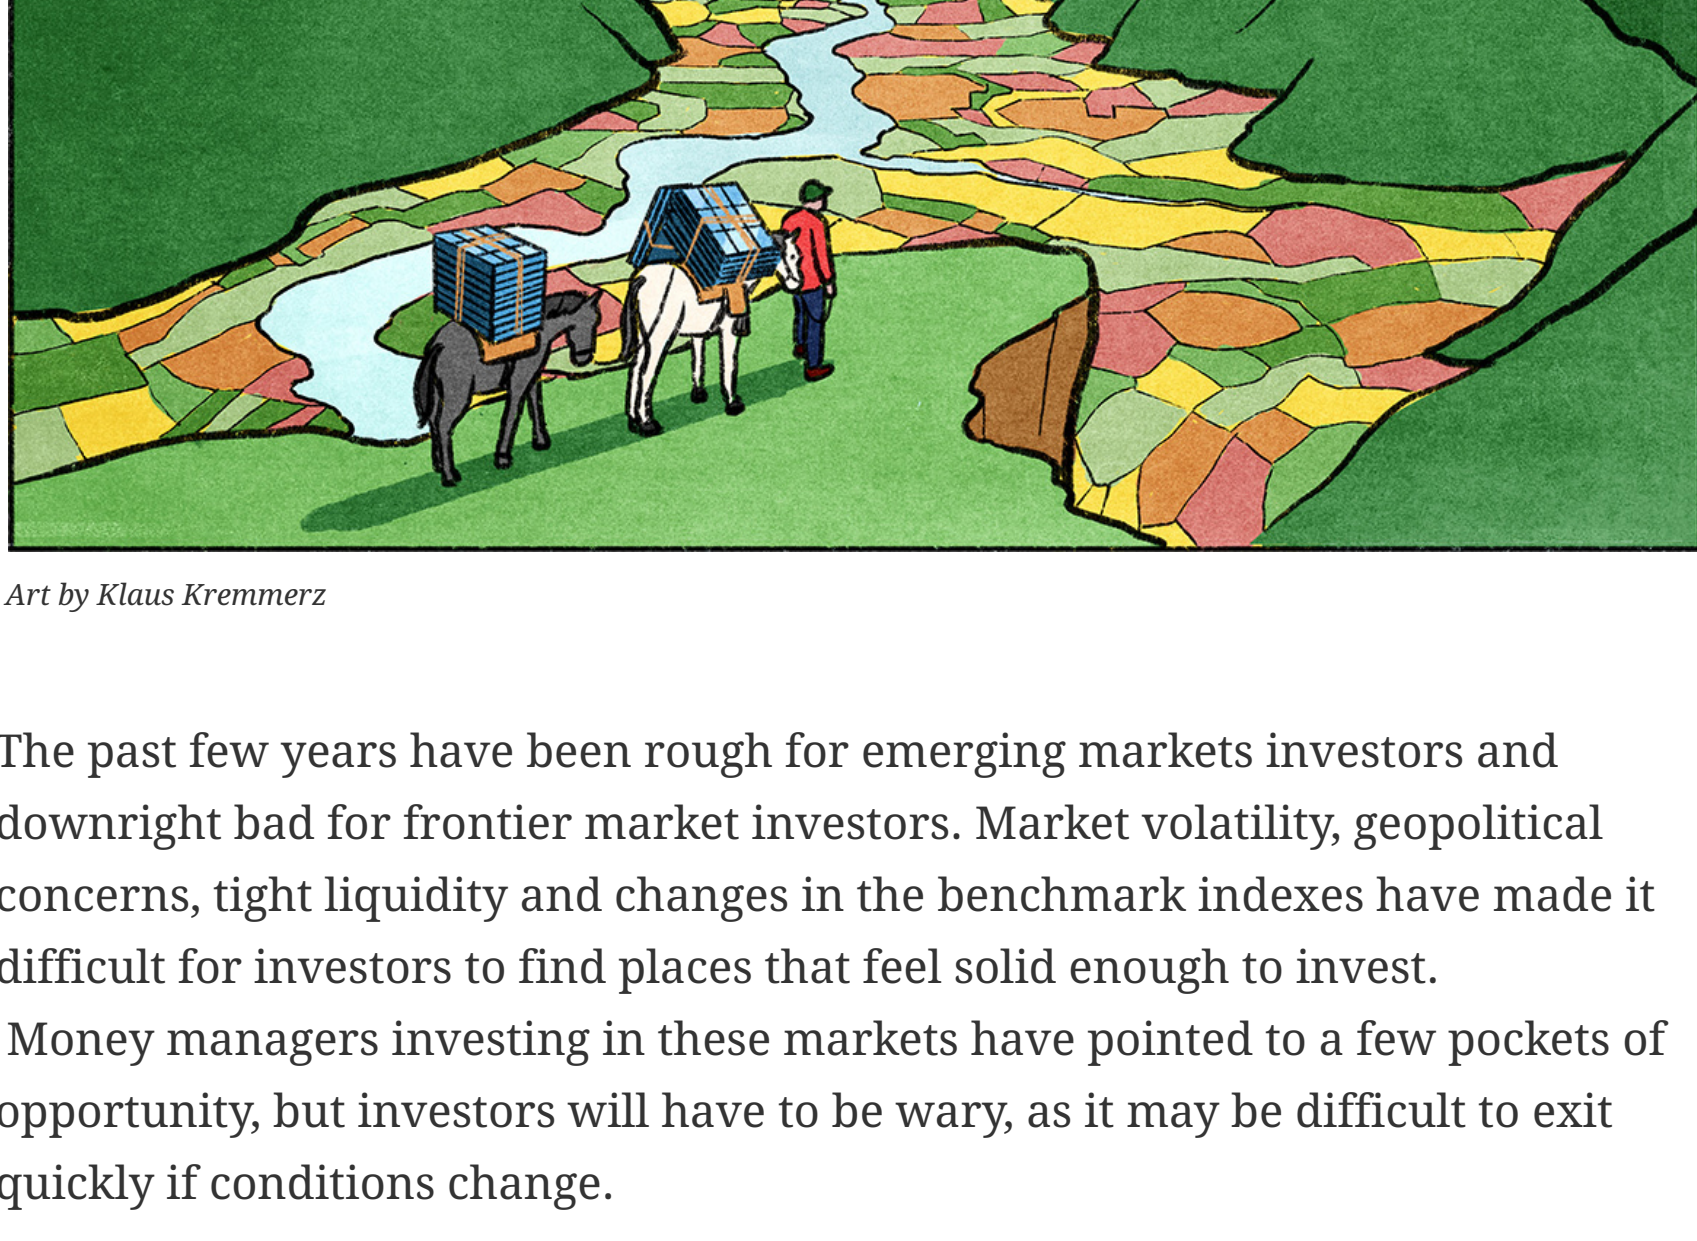 Art by Klaus Kremmerz
The past few years have been rough for emerging markets investors and
downright bad for frontier market investors. Market volatility, geopolitical
concerns, tight liquidity and changes in the benchmark indexes have made it
difficult for investors to find places that feel solid enough to invest.
Money managers investing in these markets have pointed to a few pockets of
opportunity, but investors will have to be wary, as it may be difficult to exit
quickly if conditions change.